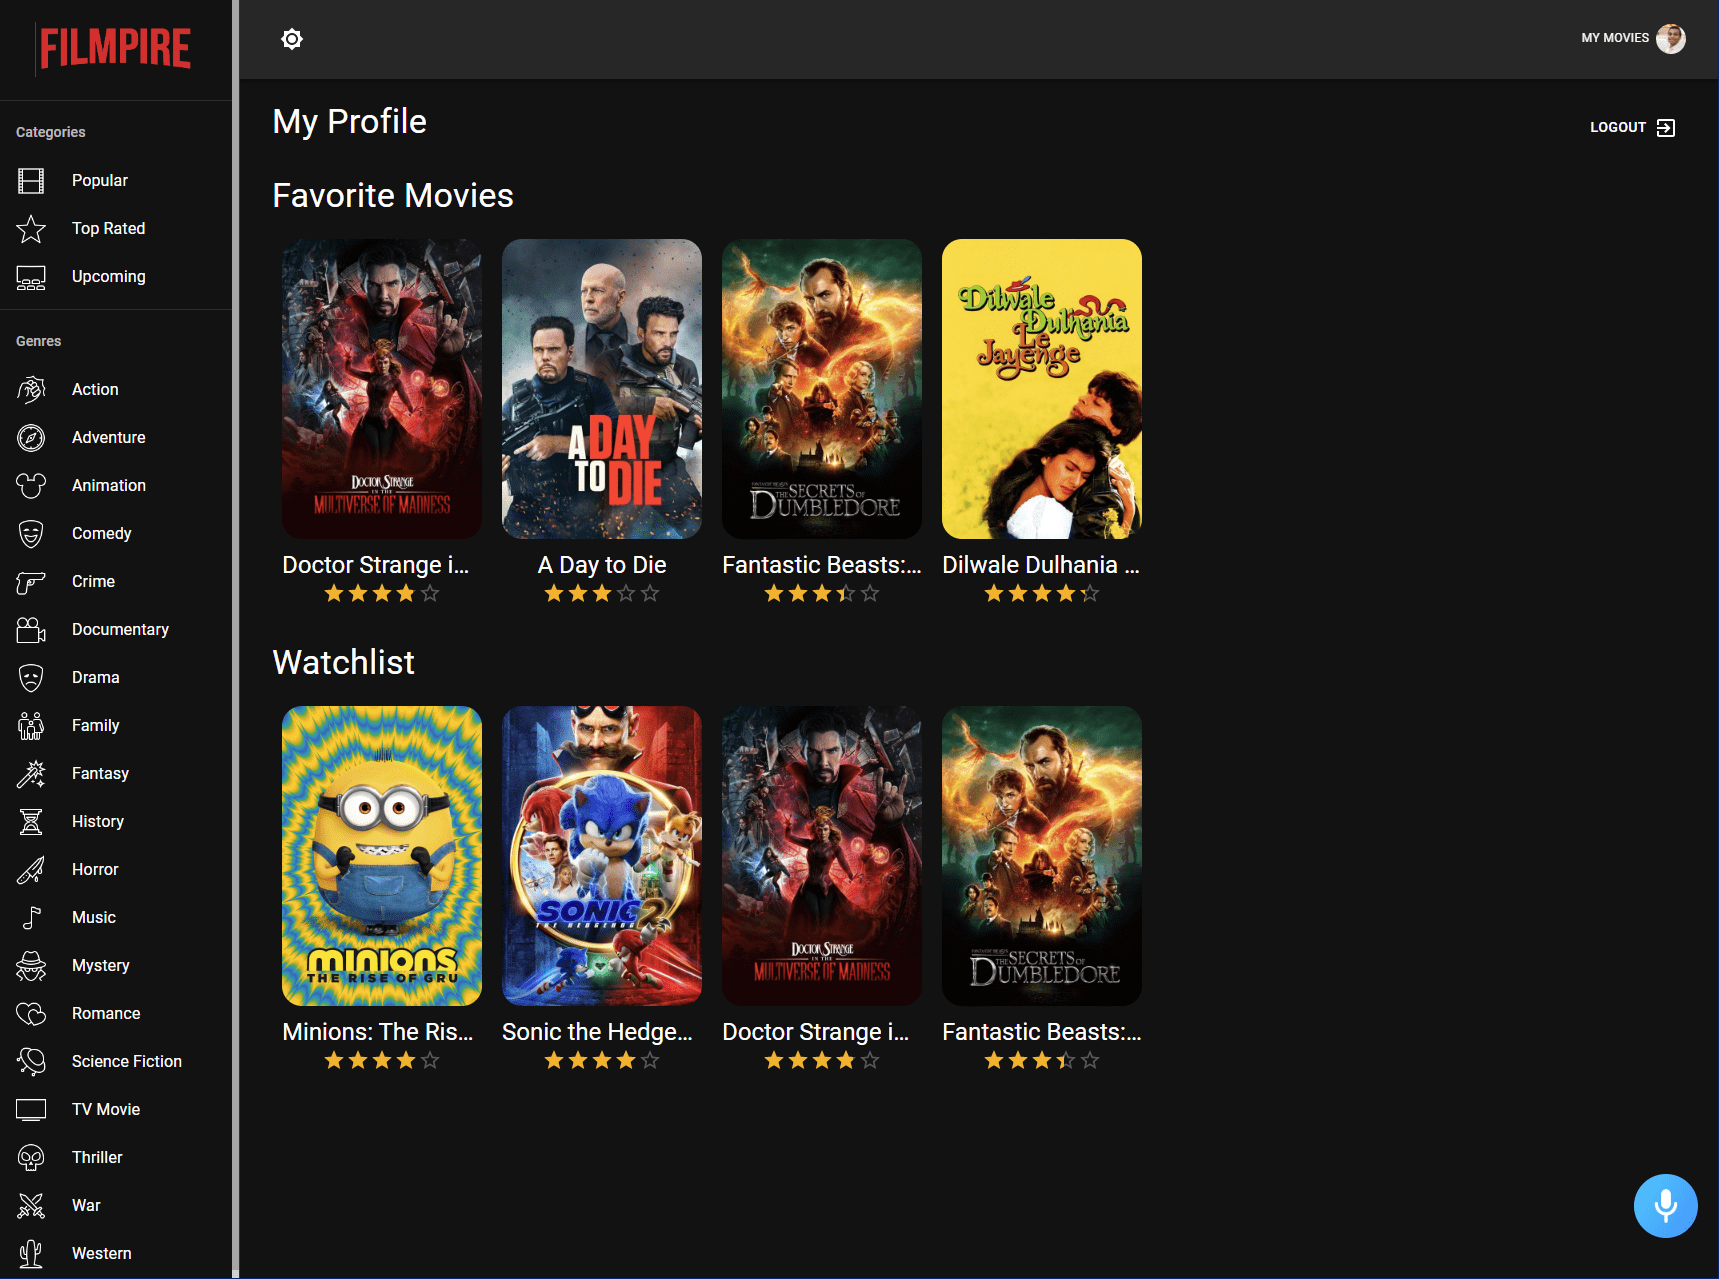 FILMPIRE
MY MOVIES
Categories
Popular
Top Rated
Upcoming
Genres
Action
Adventure
Animation
Comedy
Crime
Documentary
Drama
Family
Fantasy
History
Horror
Music
Mystery
Romance
Science Fiction
TV Movie
Thriller
War
Western
My Profile
LOGOUT
Favorite Movies
DOCTOR STRANGE
IN THE
MULTIVERSE OF MADNESS
A DAY
TO DIE
FANTASTIC BEASTS
THE SECRETS OF
DUMBLEDORE
Dilwale
Dulhania
Le
Jayenge
Doctor Strange i...
A Day to Die
Fantastic Beasts:...
Dilwale Dulhania ...
Watchlist
minions
THE RISE OF GRU
SONIC 2
THE HEDGEHOG
DOCTOR STRANGE
IN THE
MULTIVERSE OF MADNESS
FANTASTIC BEASTS
THE SECRETS OF
DUMBLEDORE
Minions: The Ris...
Sonic the Hedge...
Doctor Strange i...
Fantastic Beasts:...